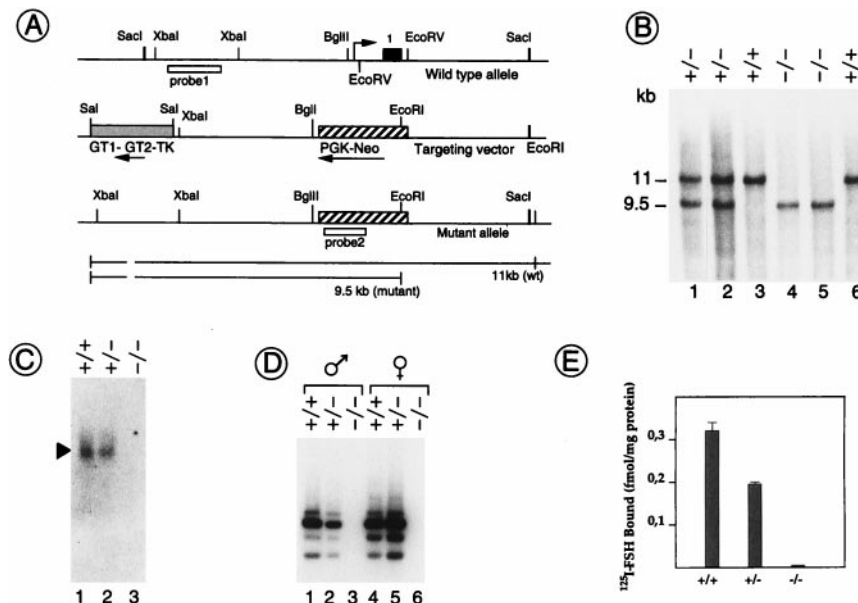 A
SacI XbaI XbaI BglII 1 EcoRV SacI
probe1 EcoRV Wild type allele
SalI SalI XbaI BglI EcoRI
GT1- GT2-TK PGK-Neo Targeting vector EcoRI
XbaI XbaI BglII EcoRI SacI
probe2 Mutant allele
11kb (wt)
9.5 kb (mutant)
B
+/- +/- +/+ -/- -/- +/+
kb
11
9.5
1 2 3 4 5 6
C
+/+ +/- -/-
1 2 3
D
♂ ♀
+/+ +/- -/- +/+ +/- -/-
1 2 3 4 5 6
E
¹²⁵I-FSH Bound (fmol/mg protein)
0,3
0,2
0,1
+/+ +/- -/-